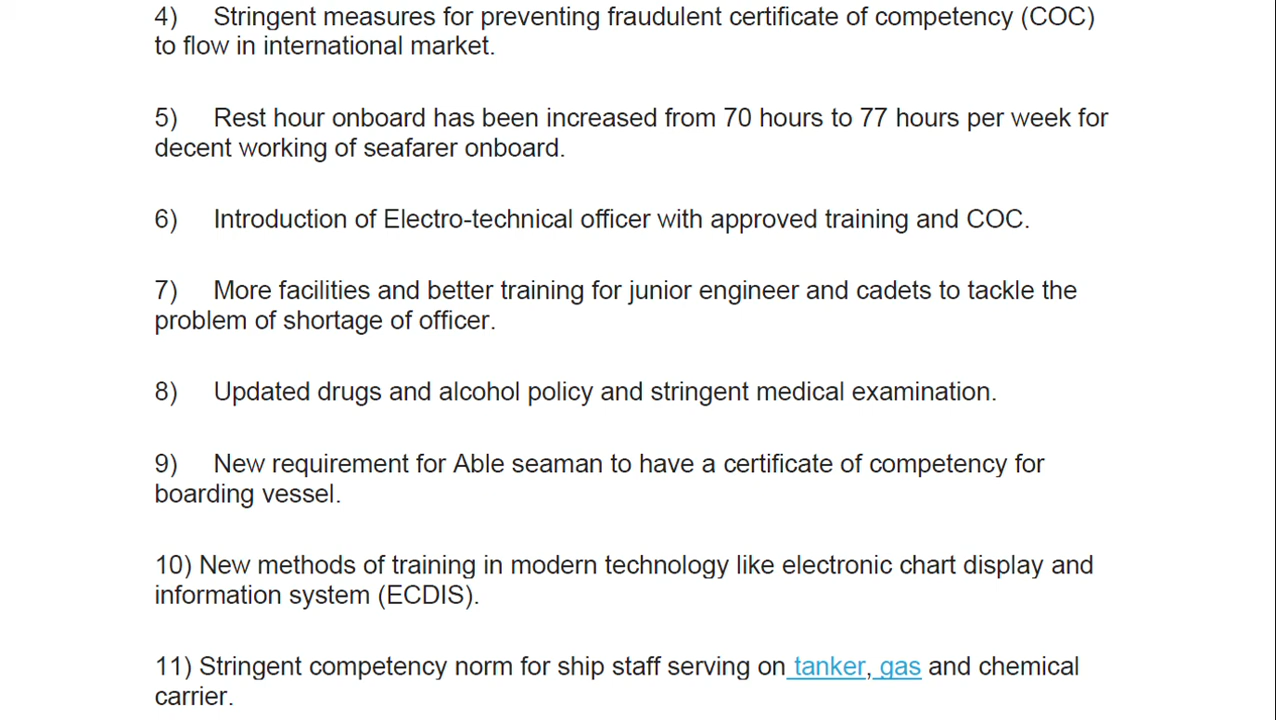 4) Stringent measures for preventing fraudulent certificate of competency (COC)
to flow in international market.
5) Rest hour onboard has been increased from 70 hours to 77 hours per week for
decent working of seafarer onboard.
6) Introduction of Electro-technical officer with approved training and COC.
7) More facilities and better training for junior engineer and cadets to tackle the
problem of shortage of officer.
8) Updated drugs and alcohol policy and stringent medical examination.
9) New requirement for Able seaman to have a certificate of competency for
boarding vessel.
10) New methods of training in modern technology like electronic chart display and
information system (ECDIS).
11) Stringent competency norm for ship staff serving on tanker, gas and chemical
carrier.